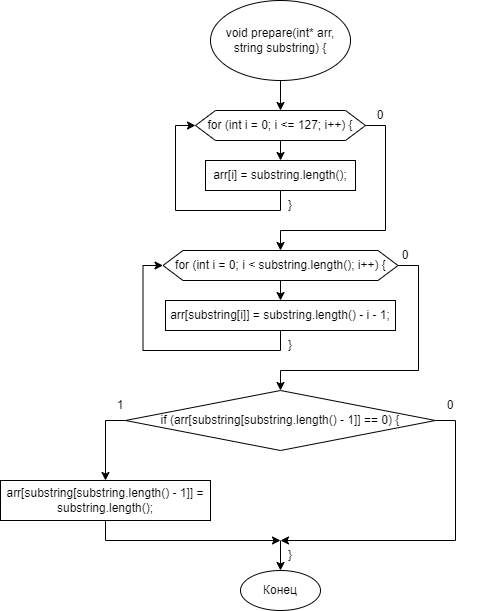 void prepare(int* arr,
string substring) {
for (int i = 0; i <= 127; i++) {
0
arr[i] = substring.length();
}
for (int i = 0; i < substring.length(); i++) {
0
arr[substring[i]] = substring.length() - i - 1;
}
1
if (arr[substring[substring.length() - 1]] == 0) {
0
arr[substring[substring.length() - 1]] =
substring.length();
}
Конец